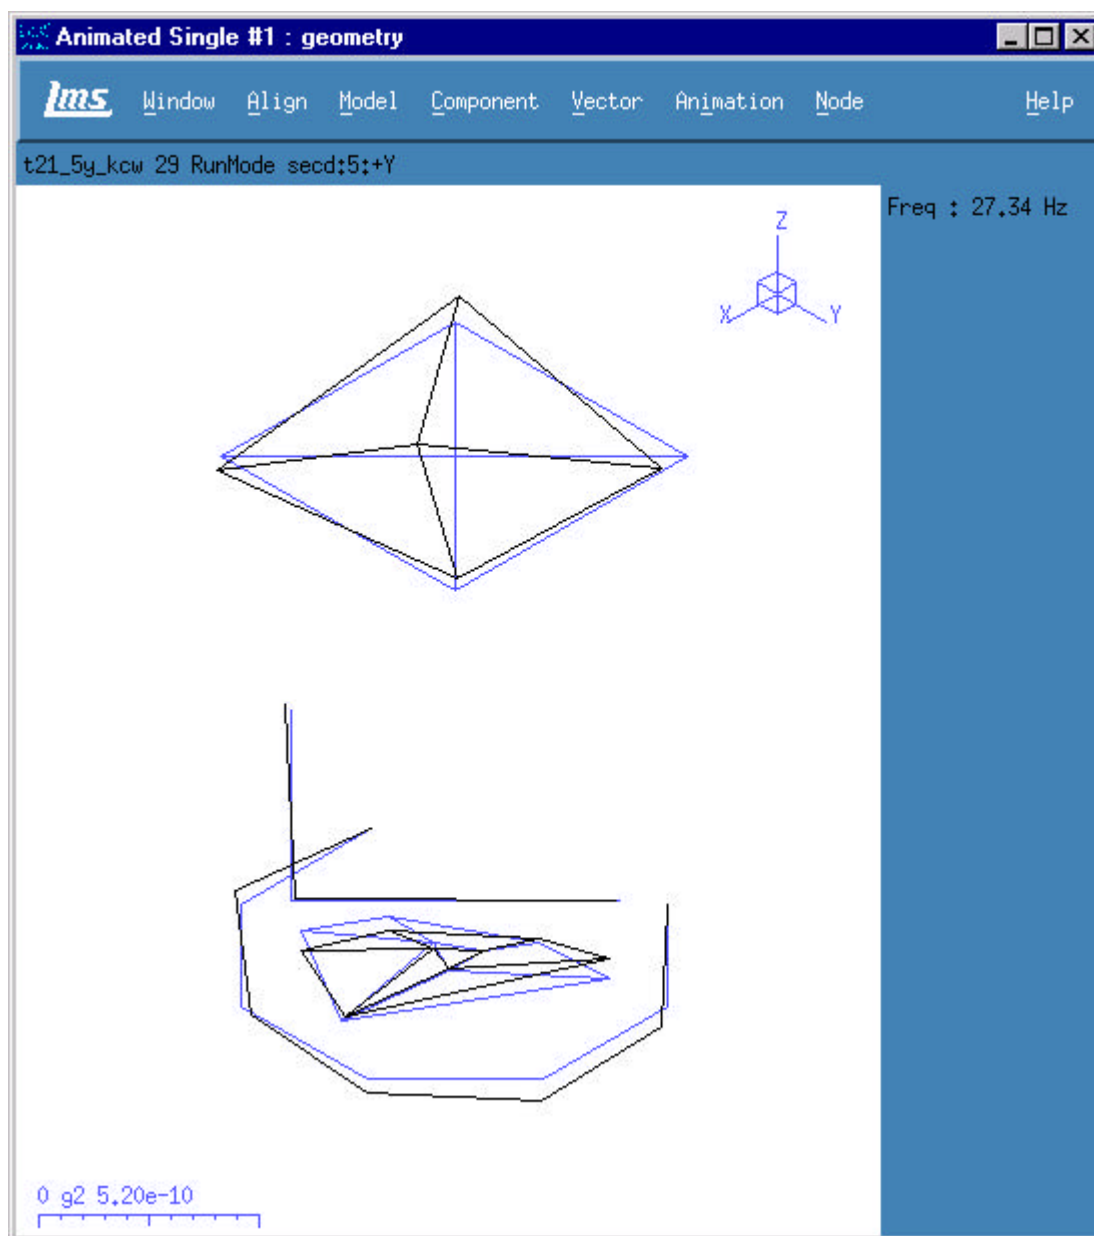 Animated Single #1 : geometry
lms Window Align Model Component Vector Animation Node Help
t21_5y_kcw 29 RunMode secd:5:+Y
Freq : 27.34 Hz
Z
X Y
0 g2 5.20e-10